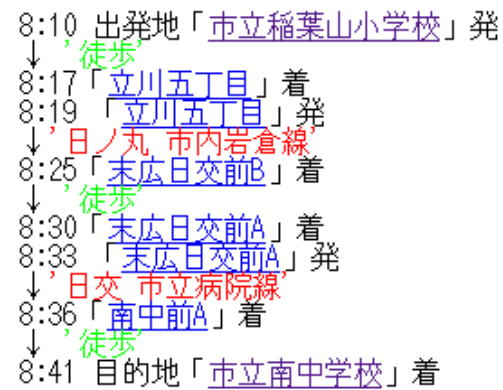 8:10 出発地「市立稲葉山小学校」発
↓ '徒歩'
8:17「立川五丁目」着
8:19 「立川五丁目」発
↓'日ノ丸 市内岩倉線'
8:25「末広日交前B」着
↓ '徒歩'
8:30「末広日交前A」着
8:33 「末広日交前A」発
↓'日交 市立病院線'
8:36「南中前A」着
↓ '徒歩'
8:41 目的地「市立南中学校」着